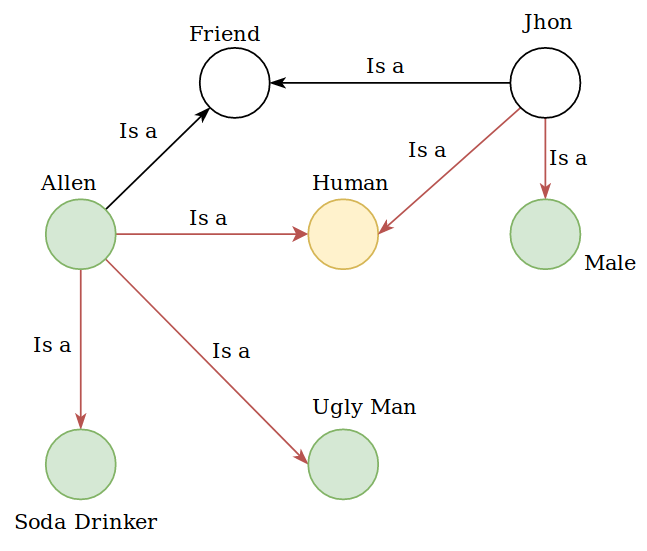 Jhon
Friend
Is a
Is a
Is a
Is a
Allen
Human
Is a
Male
Is a
Is a
Ugly Man
Soda Drinker